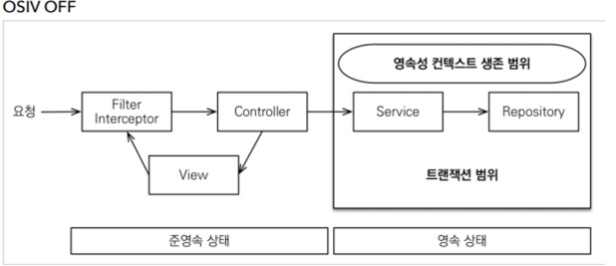 OSIV OFF
영속성 컨텍스트 생존 범위
요청
Filter
Interceptor
Controller
Service
Repository
View
트랜잭션 범위
준영속 상태
영속 상태